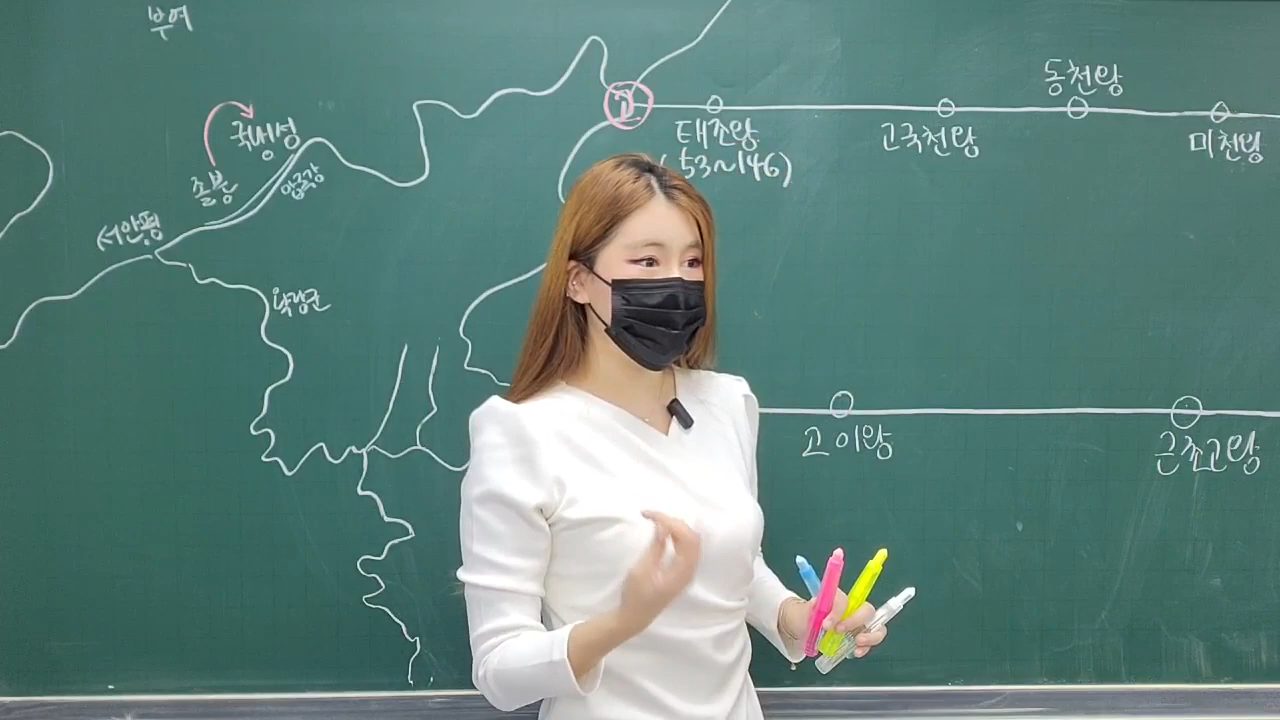 부여
국내성
졸본
압록강
서안평
낙랑군
고
태조왕
(53~146)
고국천왕
동천왕
미천왕
고이왕
근초고왕